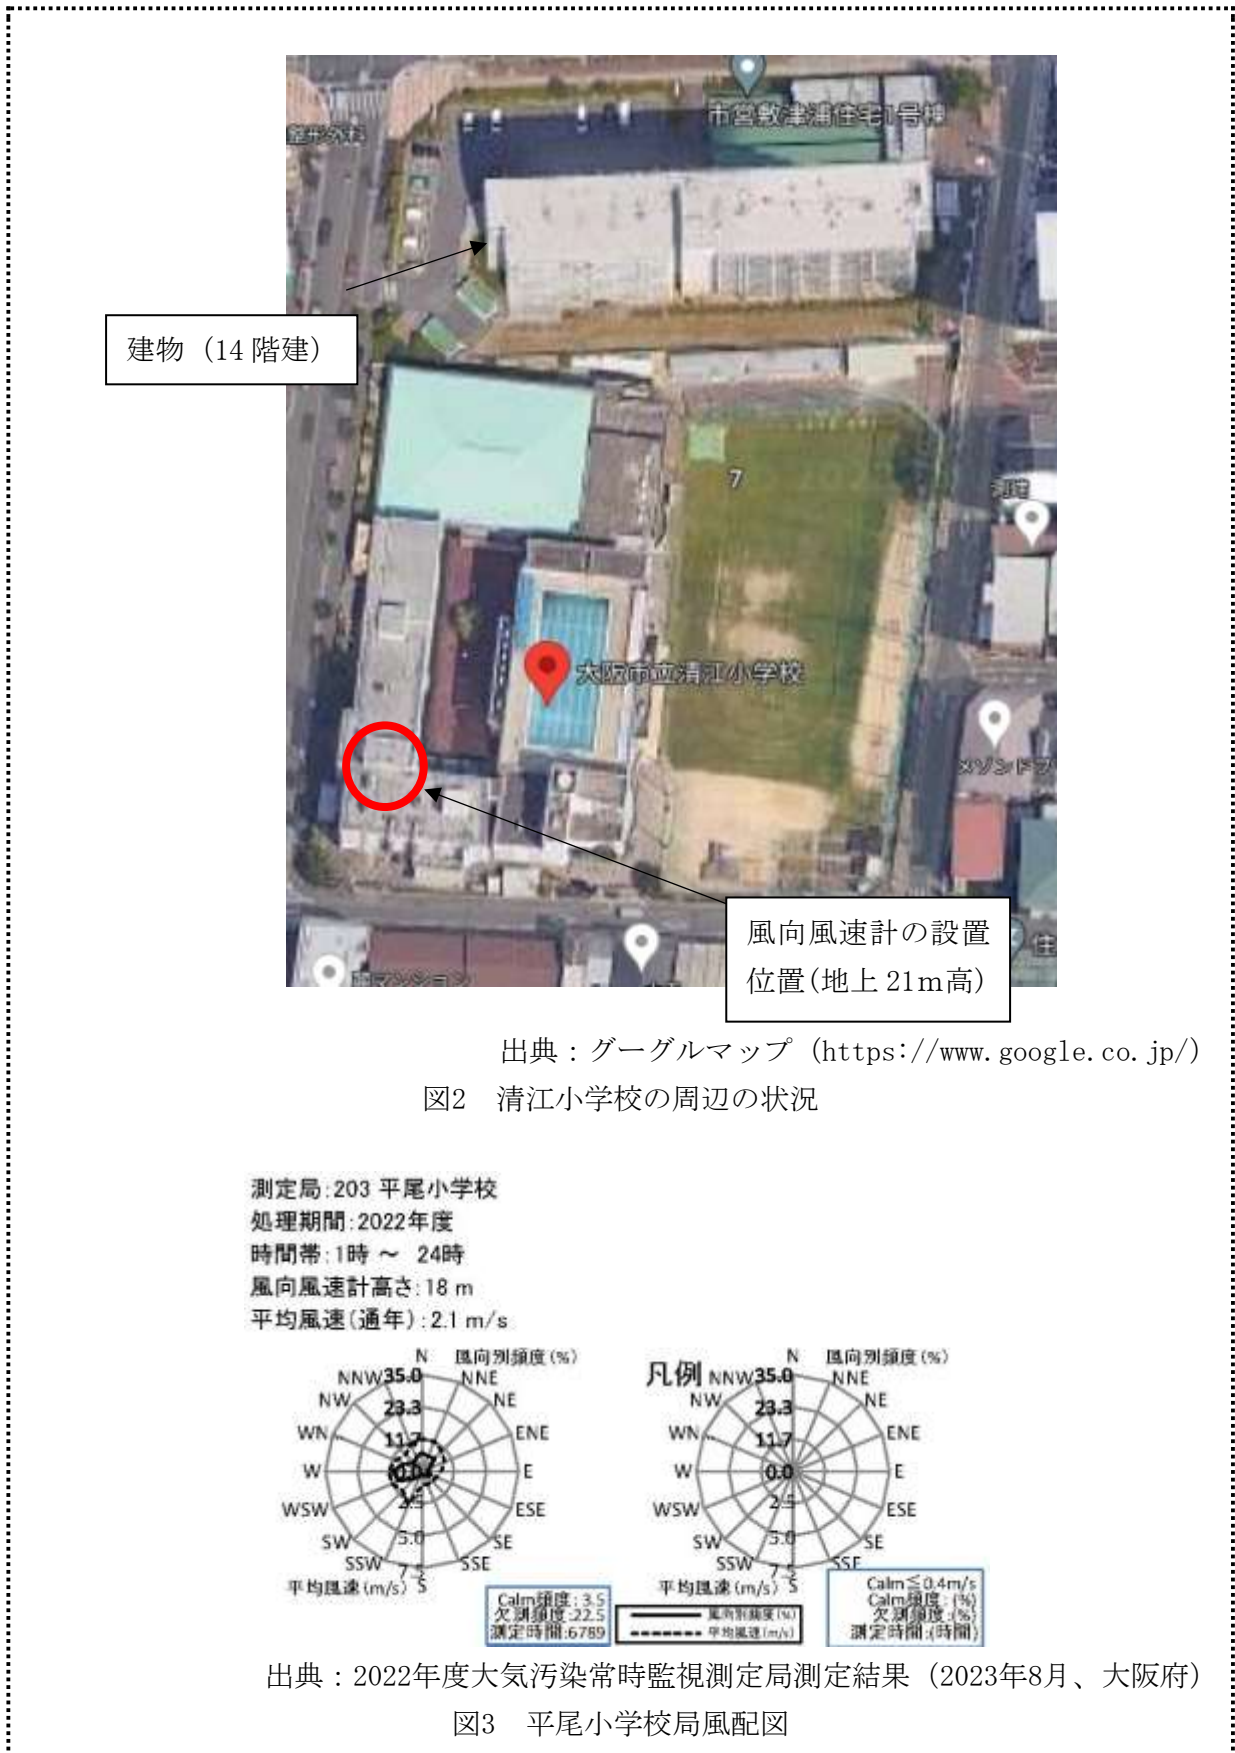 市営敷津浦住宅1号棟
整形外科
建物（14階建）
7
大阪市立清江小学校
メゾンドブ
風向風速計の設置
位置(地上21m高)
住
出典：グーグルマップ（https://www.google.co.jp/）
図2　清江小学校の周辺の状況
測定局:203 平尾小学校
処理期間:2022年度
時間帯:1時 ～ 24時
風向風速計高さ:18 m
平均風速(通年):2.1 m/s
N 風向別頻度(%)
NNW 35.0 NNE
NW 23.3 NE
WN... 11.7 ENE
W 0.0 E
WSW 2.5 ESE
SW 5.0 SE
SSW 7.5 SSE
平均風速(m/s) S
Calm頻度: 3.5
欠測頻度:22.5
測定時間:6789
凡例
N 風向別頻度(%)
NNW 35.0 NNE
NW 23.3 NE
WN... 11.7 ENE
W 0.0 E
WSW 2.5 ESE
SW 5.0 SE
SSW 7.5 SSE
平均風速(m/s) S
風向別頻度(%)
平均風速(m/s)
Calm≦0.4m/s
Calm頻度:(%)
欠測頻度:(%)
測定時間:(時間)
出典：2022年度大気汚染常時監視測定局測定結果（2023年8月、大阪府）
図3　平尾小学校局風配図